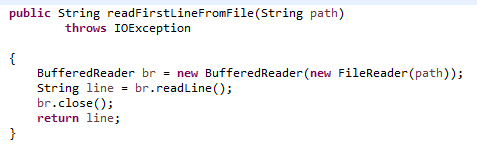 public String readFirstLineFromFile(String path)
        throws IOException

{
    BufferedReader br = new BufferedReader(new FileReader(path));
    String line = br.readLine();
    br.close();
    return line;
}